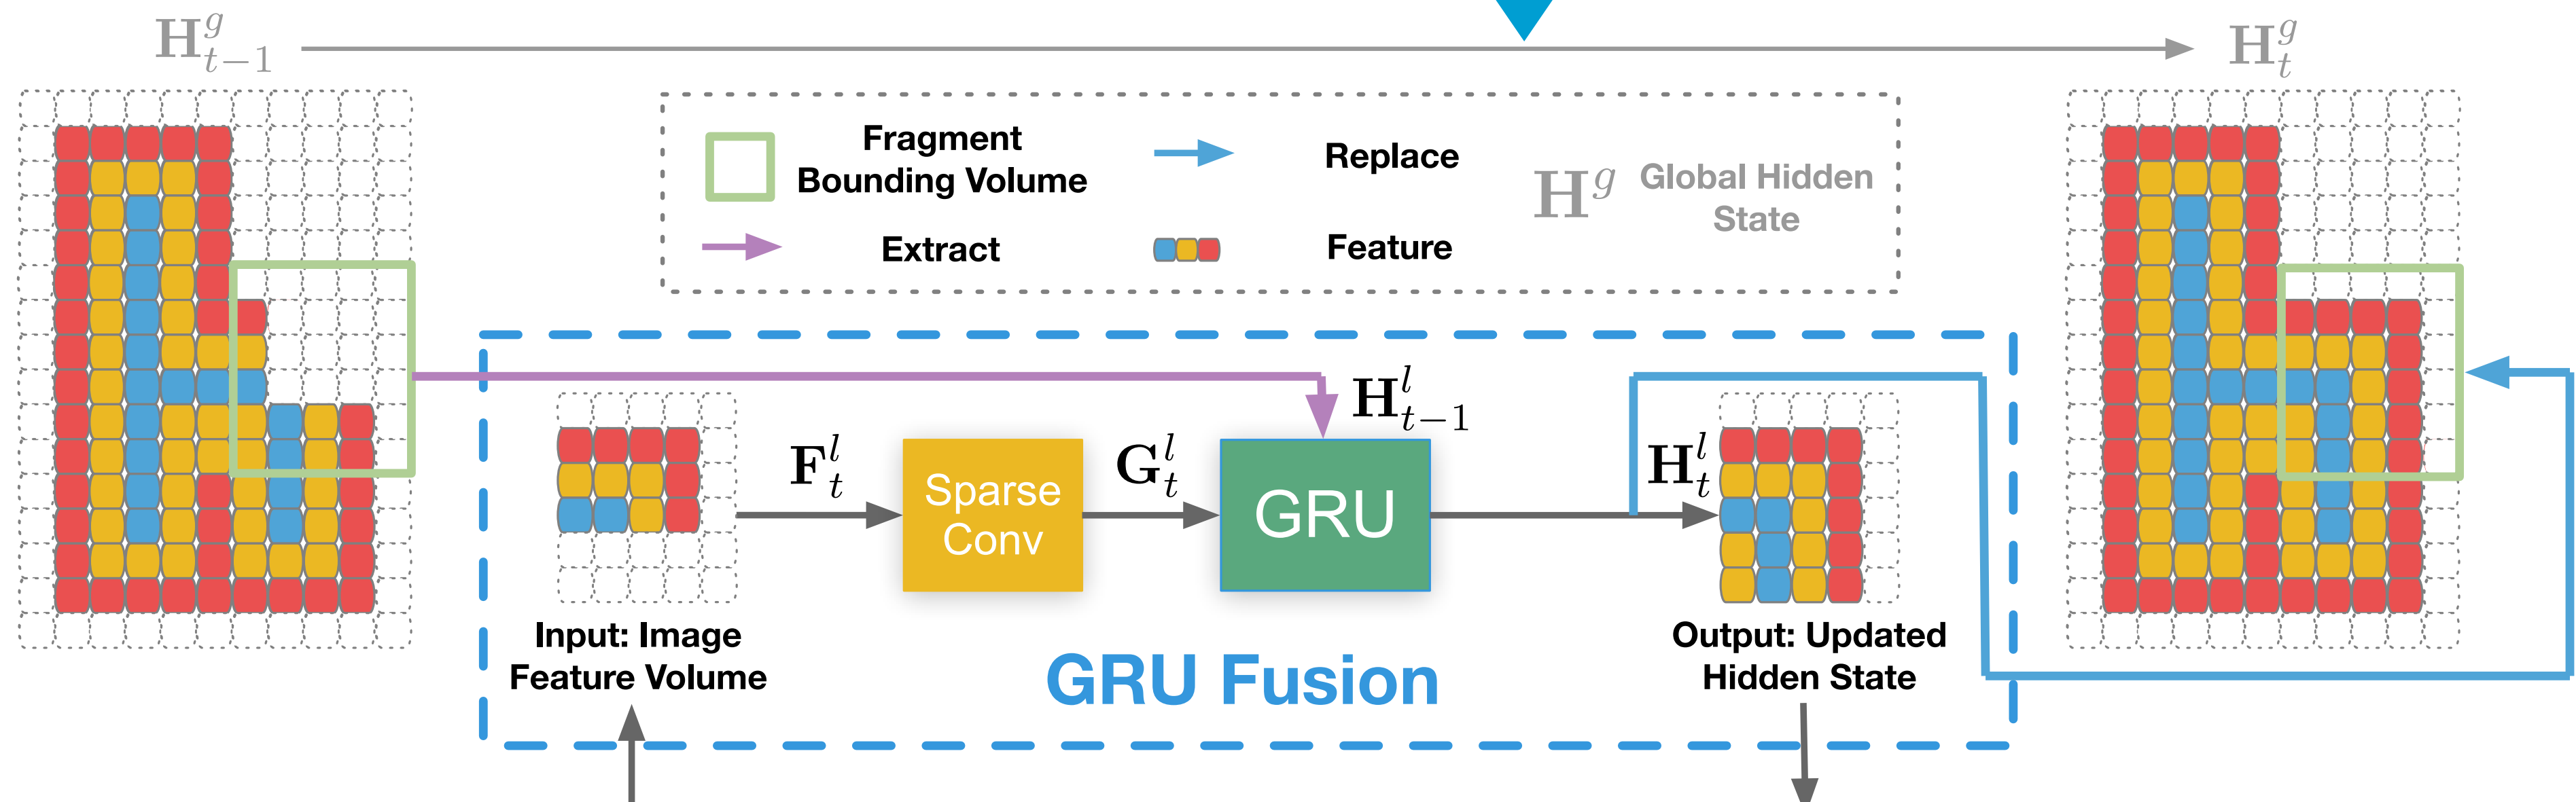 H^g_{t-1}
H^g_t
Fragment
Bounding Volume
Replace
H^g
Global Hidden
State
Extract
Feature
H^l_{t-1}
F^l_t
Sparse
Conv
G^l_t
GRU
H^l_t
Input: Image
Feature Volume
GRU Fusion
Output: Updated
Hidden State